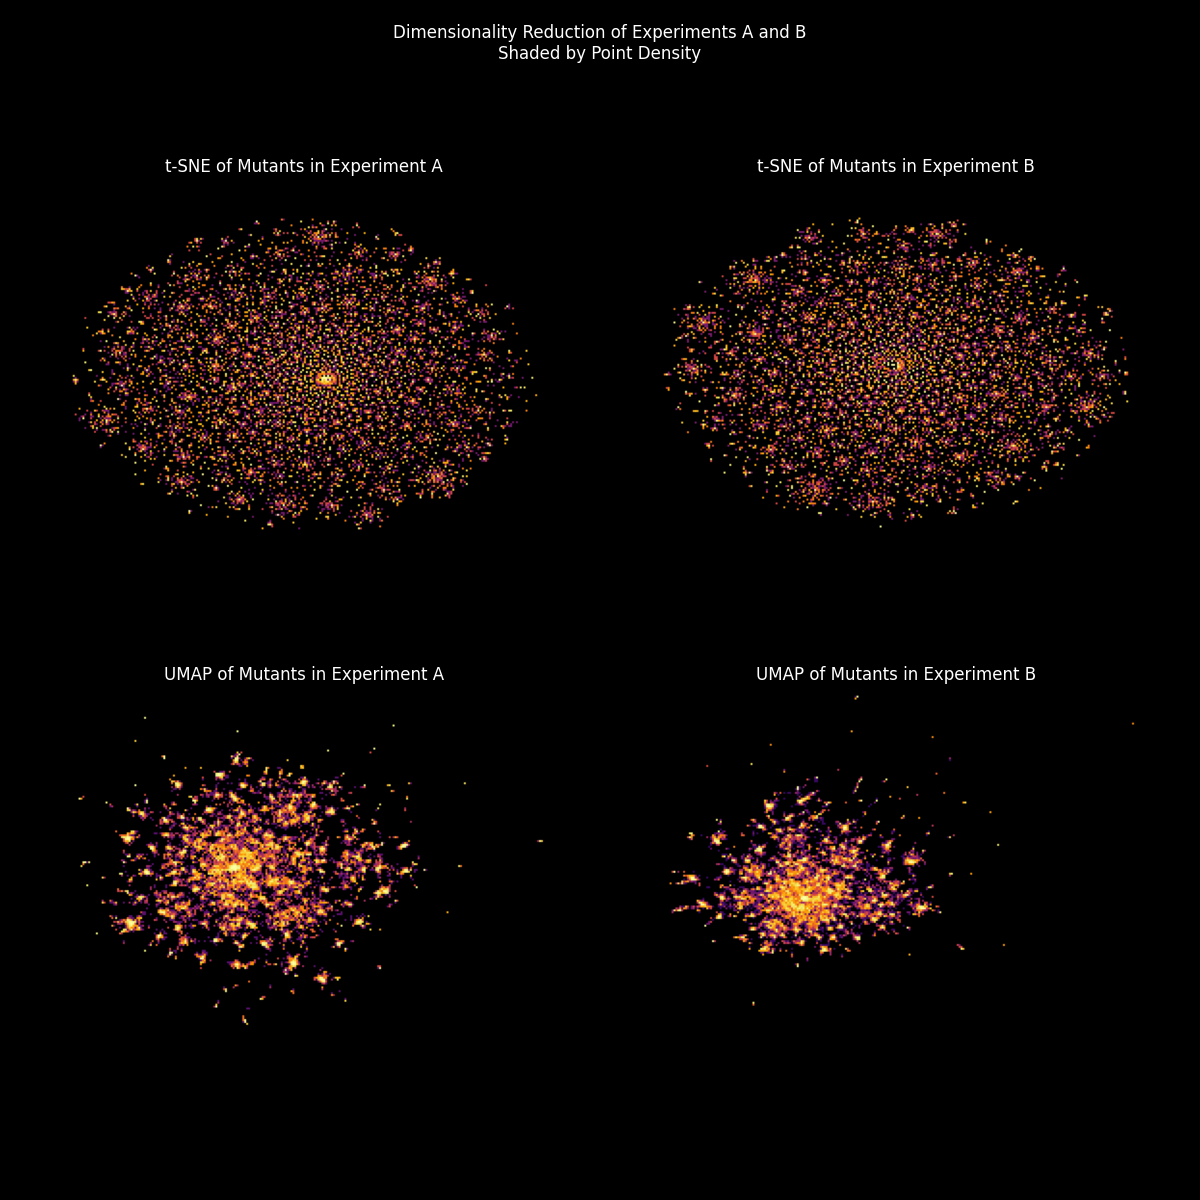 Dimensionality Reduction of Experiments A and B
Shaded by Point Density
t-SNE of Mutants in Experiment A
t-SNE of Mutants in Experiment B
UMAP of Mutants in Experiment A
UMAP of Mutants in Experiment B